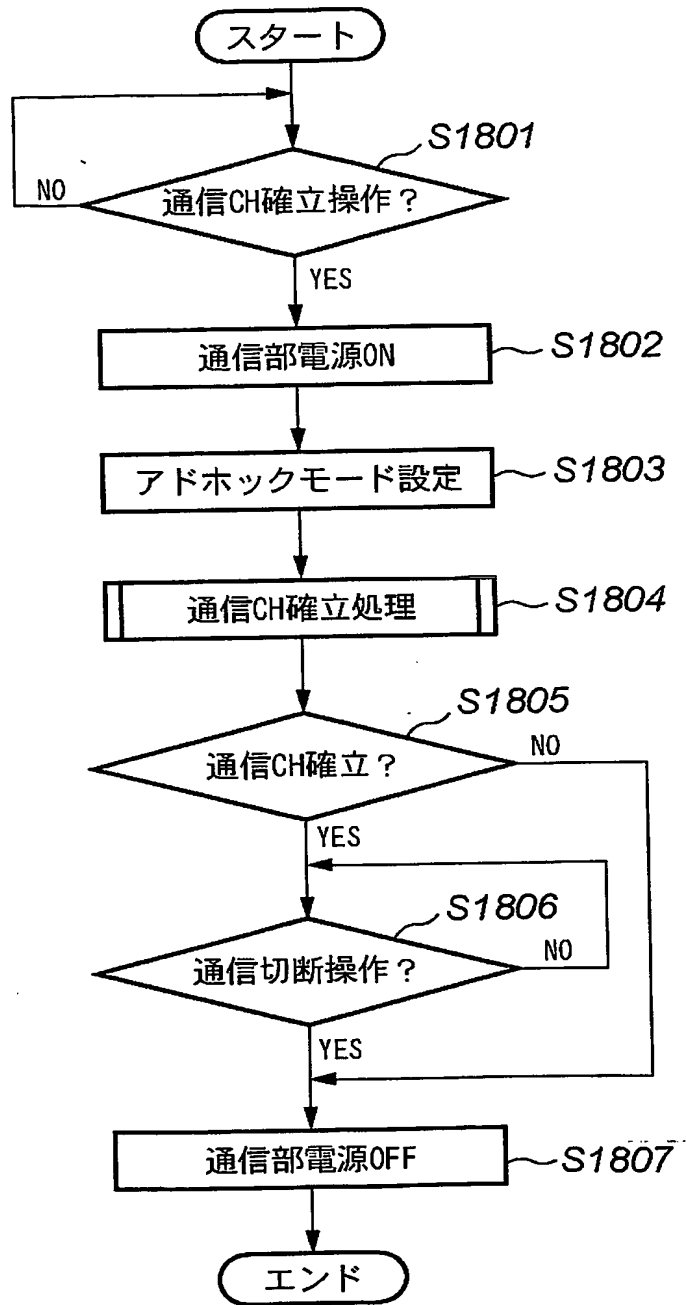 スタート
S1801
通信CH確立操作？
NO
YES
通信部電源ON
S1802
アドホックモード設定
S1803
通信CH確立処理
S1804
S1805
通信CH確立？
NO
YES
S1806
通信切断操作？
NO
YES
通信部電源OFF
S1807
エンド